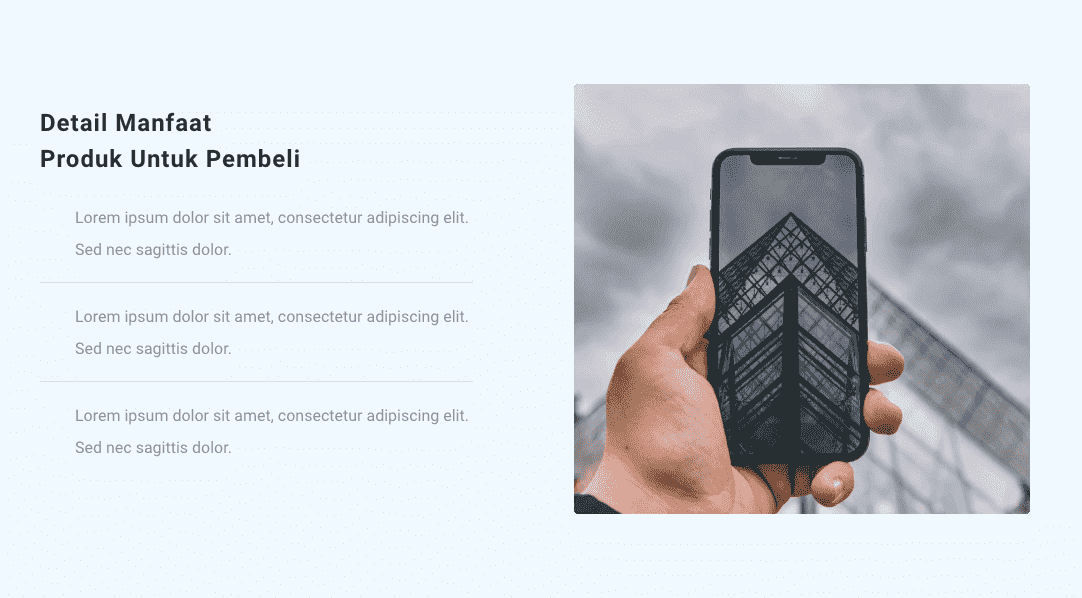 Detail Manfaat
Produk Untuk Pembeli
Lorem ipsum dolor sit amet, consectetur adipiscing elit.
Sed nec sagittis dolor.
Lorem ipsum dolor sit amet, consectetur adipiscing elit.
Sed nec sagittis dolor.
Lorem ipsum dolor sit amet, consectetur adipiscing elit.
Sed nec sagittis dolor.